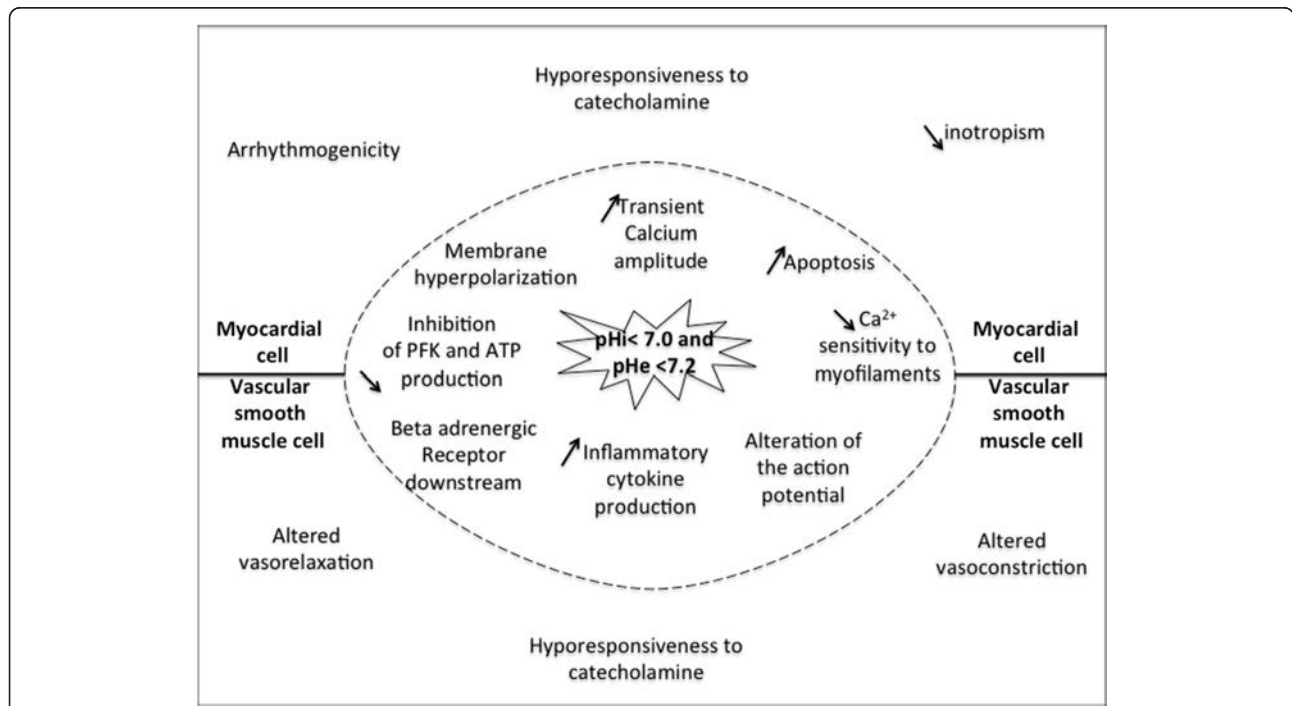 Hyporesponsiveness to
catecholamine
↘inotropism
Arrhythmogenicity
↗Transient
Calcium
amplitude
Membrane
hyperpolarization
↗Apoptosis
Inhibition
of PFK and ATP
production
pHi< 7.0 and
pHe <7.2
↘Ca²⁺
sensitivity to
myofilaments
Myocardial
cell
Vascular
smooth
muscle cell
Myocardial
cell
Vascular
smooth
muscle cell
↘
Beta adrenergic
Receptor
downstream
↗Inflammatory
cytokine
production
Alteration of
the action
potential
Altered
vasorelaxation
Altered
vasoconstriction
Hyporesponsiveness to
catecholamine